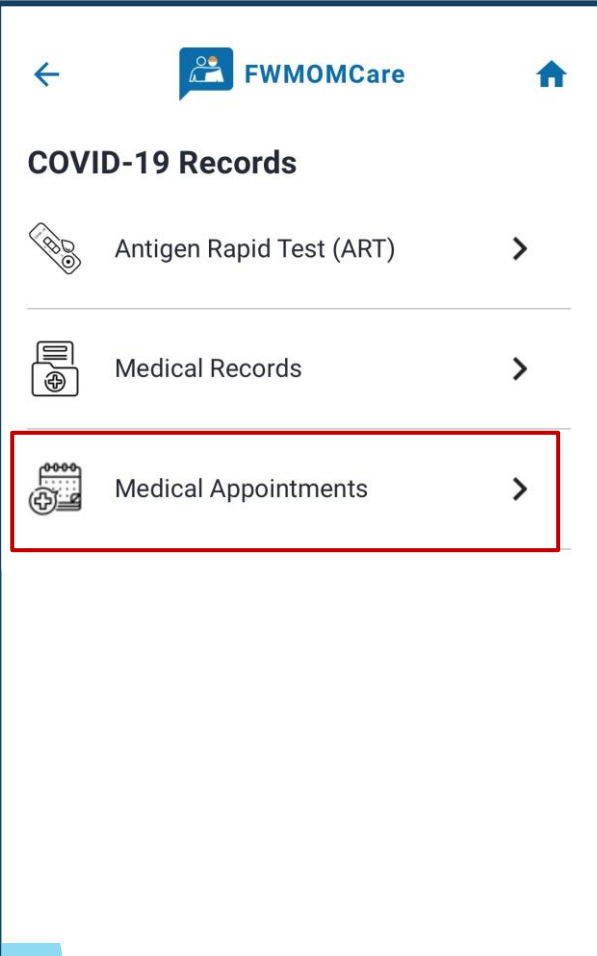 FWMOMCare
COVID-19 Records
Antigen Rapid Test (ART)
Medical Records
Medical Appointments